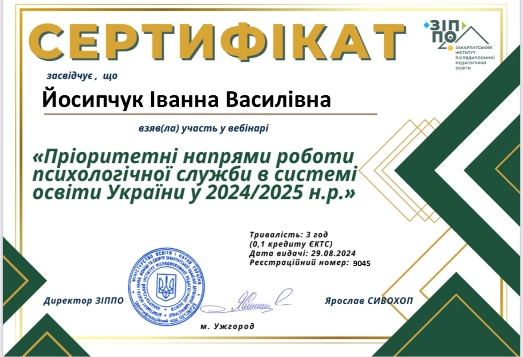 СЕРТИФІКАТ
ЗІП
ПО
ЗАКАРПАТСЬКИЙ
ІНСТИТУТ
ПІСЛЯДИПЛОМНОЇ
ПЕДАГОГІЧНОЇ
ОСВІТИ
засвідчує, що
Йосипчук Іванна Василівна
взяв(ла) участь у вебінарі
«Пріоритетні напрями роботи
психологічної служби в системі
освіти України у 2024/2025 н.р.»
Тривалість: 3 год
(0,1 кредиту ЄКТС)
Дата видачі: 29.08.2024
Реєстраційний номер: 9045
Директор ЗІППО
Ярослав СИВОХОП
м. Ужгород